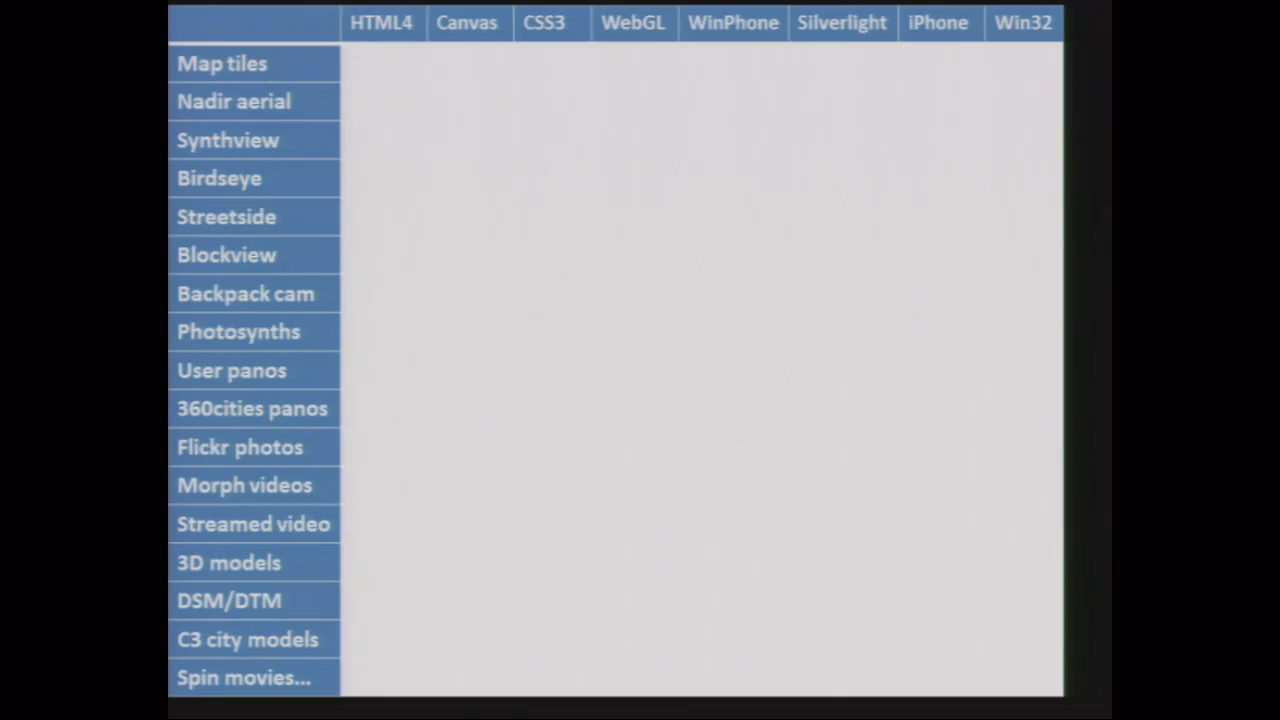 HTML4 Canvas CSS3 WebGL WinPhone Silverlight iPhone Win32
Map tiles
Nadir aerial
Synthview
Birdseye
Streetside
Blockview
Backpack cam
Photosynths
User panos
360cities panos
Flickr photos
Morph videos
Streamed video
3D models
DSM/DTM
C3 city models
Spin movies...